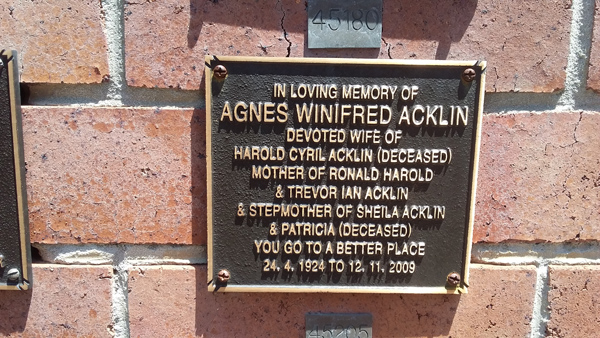 45180
IN LOVING MEMORY OF
AGNES WINIFRED ACKLIN
DEVOTED WIFE OF
HAROLD CYRIL ACKLIN (DECEASED)
MOTHER OF RONALD HAROLD
& TREVOR IAN ACKLIN
& STEPMOTHER OF SHEILA ACKLIN
& PATRICIA (DECEASED)
YOU GO TO A BETTER PLACE
24. 4. 1924 TO 12. 11. 2009